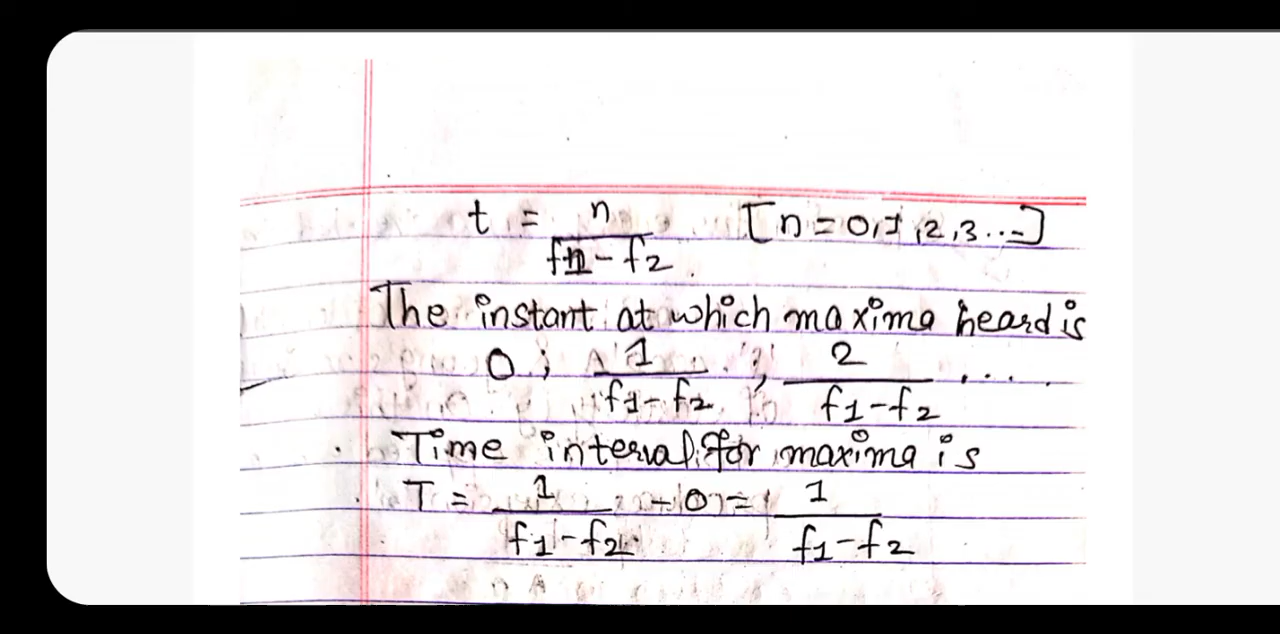 t = n / f1 - f2 [n = 0, 1, 2, 3 ...]
The instant at which maxima heard is
0 ; 1 / f1 - f2 , 2 / f1 - f2 , ....
Time interval for maxima is
T = 1 / f1 - f2 - 0 = 1 / f1 - f2